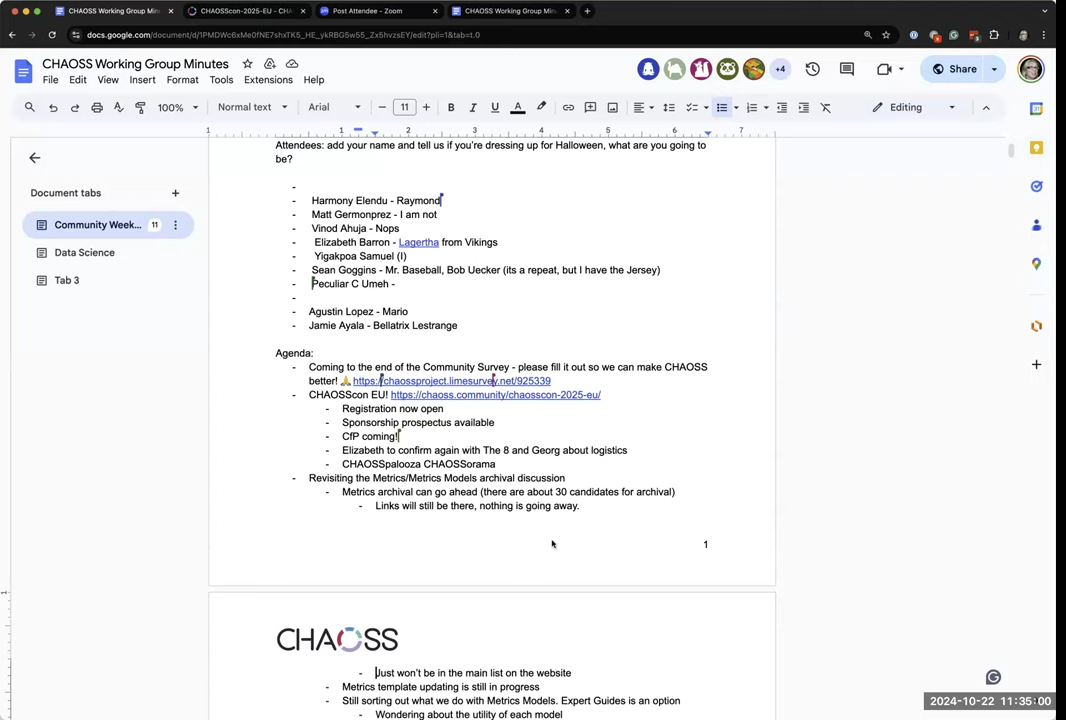 CHAOSS Working Group Min
CHAOSScon-2025-EU - CHA
Post Attendee - Zoom
CHAOSS Working Group Min
docs.google.com/document/d/1PMDWc6xMe0fNE7shxTK5_HE_ykRBG5w55_Zx5hvzsEY/edit?pli=1&tab=t.0
CHAOSS Working Group Minutes
File Edit View Insert Format Tools Extensions Help
+4
Share
100%
Normal text
Arial
11
Editing
1 1 2 3 4 5 6 7
Document tabs
Community Week... 11
Data Science
Tab 3
Attendees: add your name and tell us if you're dressing up for Halloween, what are you going to
be?
-
- Harmony Elendu - Raymond
- Matt Germonprez - I am not
- Vinod Ahuja - Nops
- Elizabeth Barron - Lagertha from Vikings
- Yigakpoa Samuel (I)
- Sean Goggins - Mr. Baseball, Bob Uecker (its a repeat, but I have the Jersey)
- Peculiar C Umeh -
-
- Agustin Lopez - Mario
- Jamie Ayala - Bellatrix Lestrange
Agenda:
- Coming to the end of the Community Survey - please fill it out so we can make CHAOSS
better! 🙏 https://chaossproject.limesurvey.net/925339
- CHAOSScon EU! https://chaoss.community/chaosscon-2025-eu/
- Registration now open
- Sponsorship prospectus available
- CfP coming!
- Elizabeth to confirm again with The 8 and Georg about logistics
- CHAOSSpalooza CHAOSSorama
- Revisiting the Metrics/Metrics Models archival discussion
- Metrics archival can go ahead (there are about 30 candidates for archival)
- Links will still be there, nothing is going away.
1
CHAOSS
- Just won't be in the main list on the website
- Metrics template updating is still in progress
- Still sorting out what we do with Metrics Models. Expert Guides is an option
- Wondering about the utility of each model
2024-10-22 11:35:00